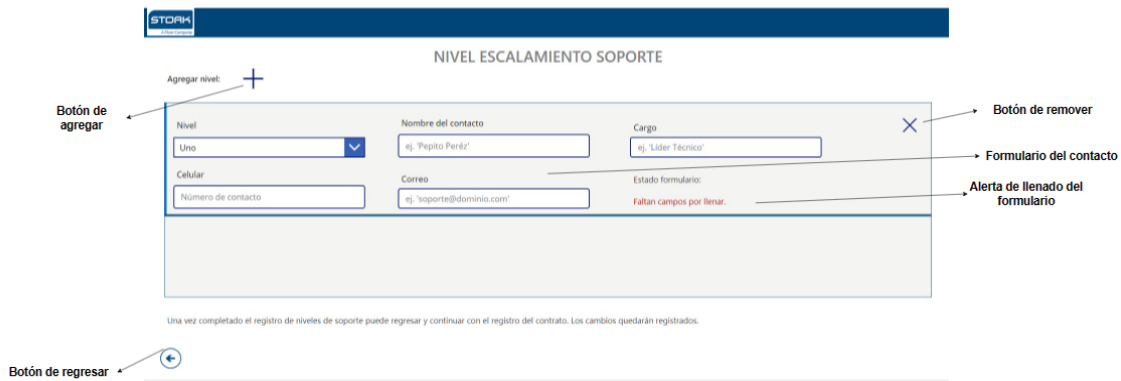 STORK
NIVEL ESCALAMIENTO SOPORTE
Agregar nivel:
Botón de
agregar
Botón de remover
Nivel
Nombre del contacto
Cargo
Uno
ej. 'Pepito Peréz'
ej. 'Líder Técnico'
Formulario del contacto
Celular
Correo
Estado formulario:
Alerta de llenado del
formulario
Número de contacto
ej. 'soporte@dominio.com'
Faltan campos por llenar.
Una vez completado el registro de niveles de soporte puede regresar y continuar con el registro del contrato. Los cambios quedarán registrados.
Botón de regresar